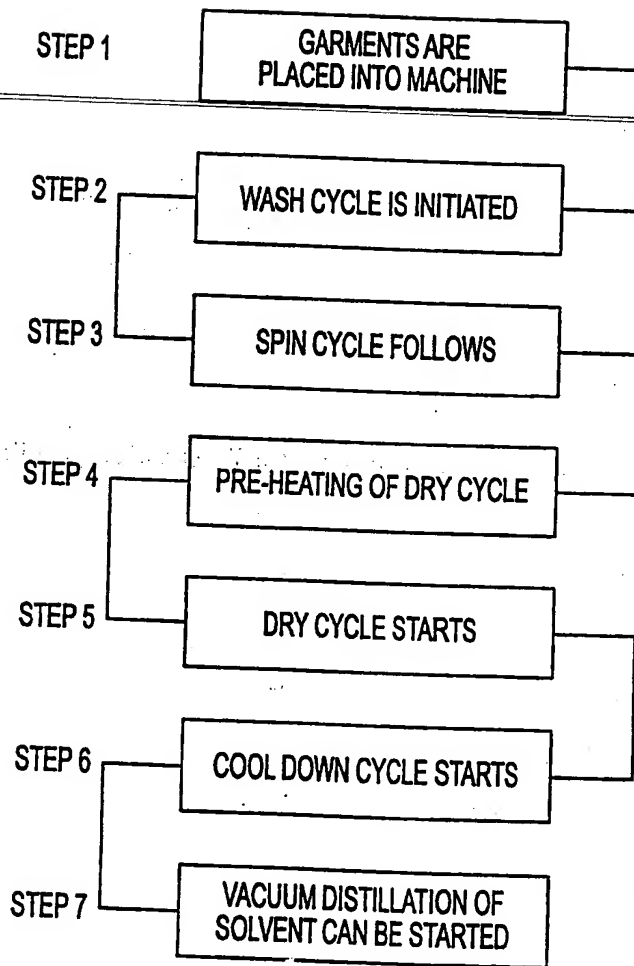 STEP 1
GARMENTS ARE
PLACED INTO MACHINE
STEP 2
WASH CYCLE IS INITIATED
STEP 3
SPIN CYCLE FOLLOWS
STEP 4
PRE-HEATING OF DRY CYCLE
STEP 5
DRY CYCLE STARTS
STEP 6
COOL DOWN CYCLE STARTS
STEP 7
VACUUM DISTILLATION OF
SOLVENT CAN BE STARTED